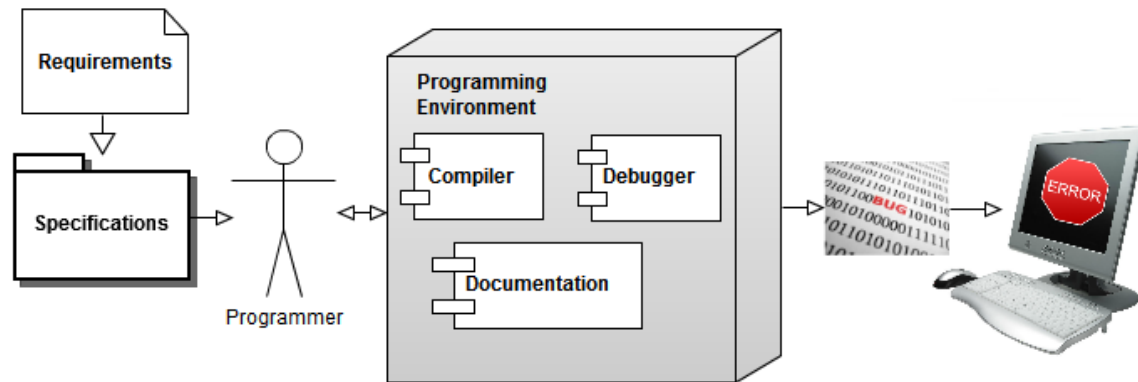 Requirements
Specifications
Programmer
Programming
Environment
Compiler
Debugger
Documentation
BUG
ERROR